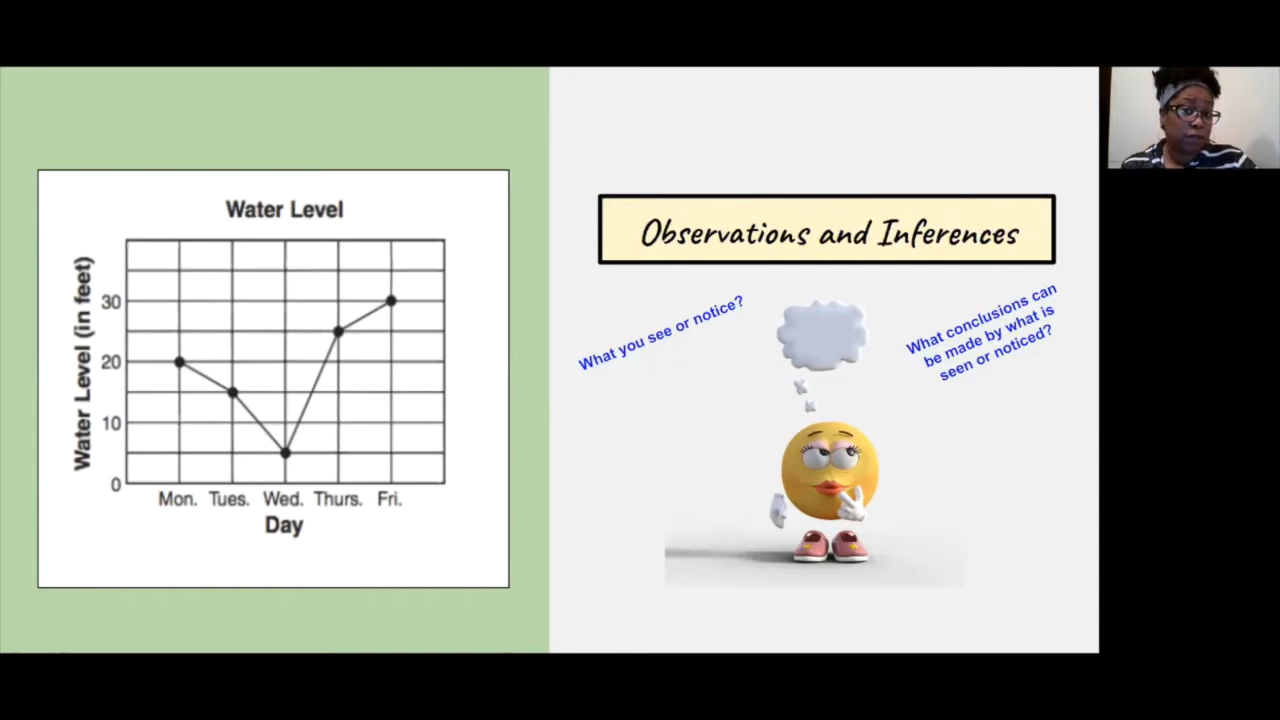 Water Level
Water Level (in feet)
30
20
10
0
Mon. Tues. Wed. Thurs. Fri.
Day
Observations and Inferences
What you see or notice?
What conclusions can
be made by what is
seen or noticed?